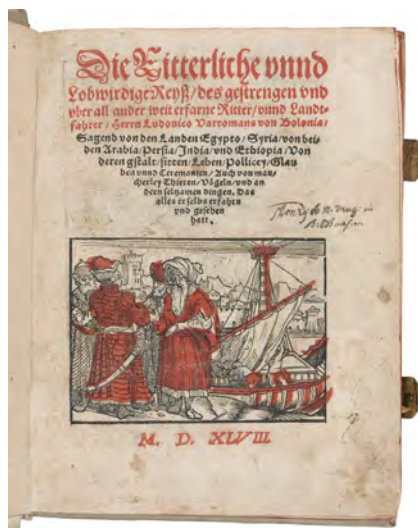 Die Ritterliche vnnd
Lobwirdige Reyß/des gestrengen vnd
vber all ander weit erfarne Ritter/vnnd Landt-
fahrer/Herrn Ludouico Vartomans von Bolonia/
Sagend von den Landen Egypto/Syria/von bei-
den Arabia/Persia/India/vnd Ethiopia/Von
deren gstalt/sitten/Leben/Pollicey/Glau
ben vnnd Ceremonien/Auch von man-
cherley Thieren/Vögeln/vnd an
dern seltzamen dingen. Das
alles er selbs erfahren
vnd gesehen
hatt.
M. D. XLVIII.